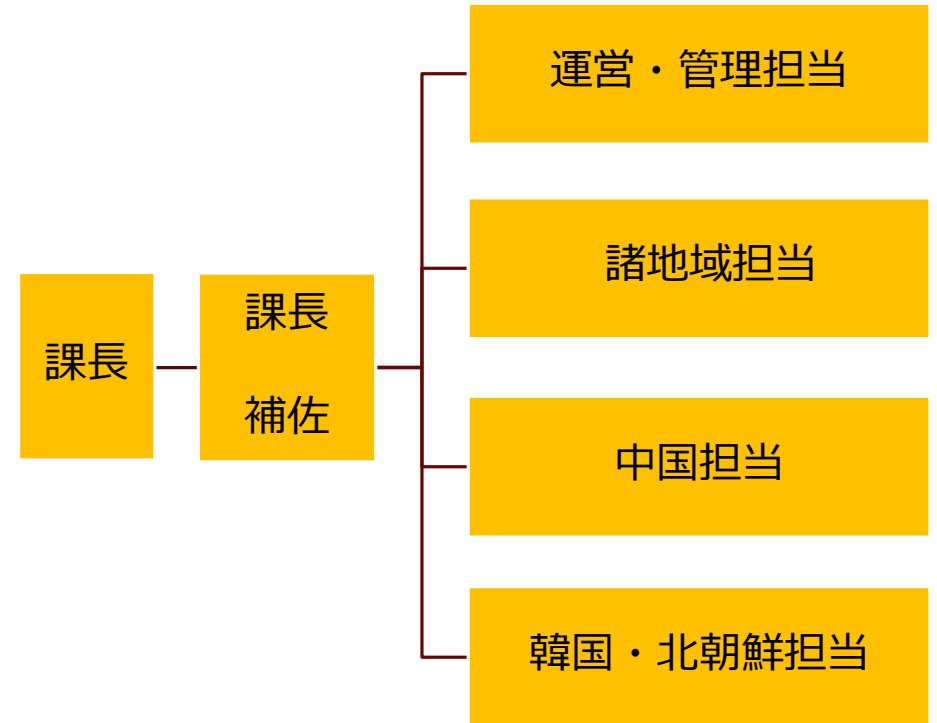 運営・管理担当
諸地域担当
課長
課長
補佐
中国担当
韓国・北朝鮮担当